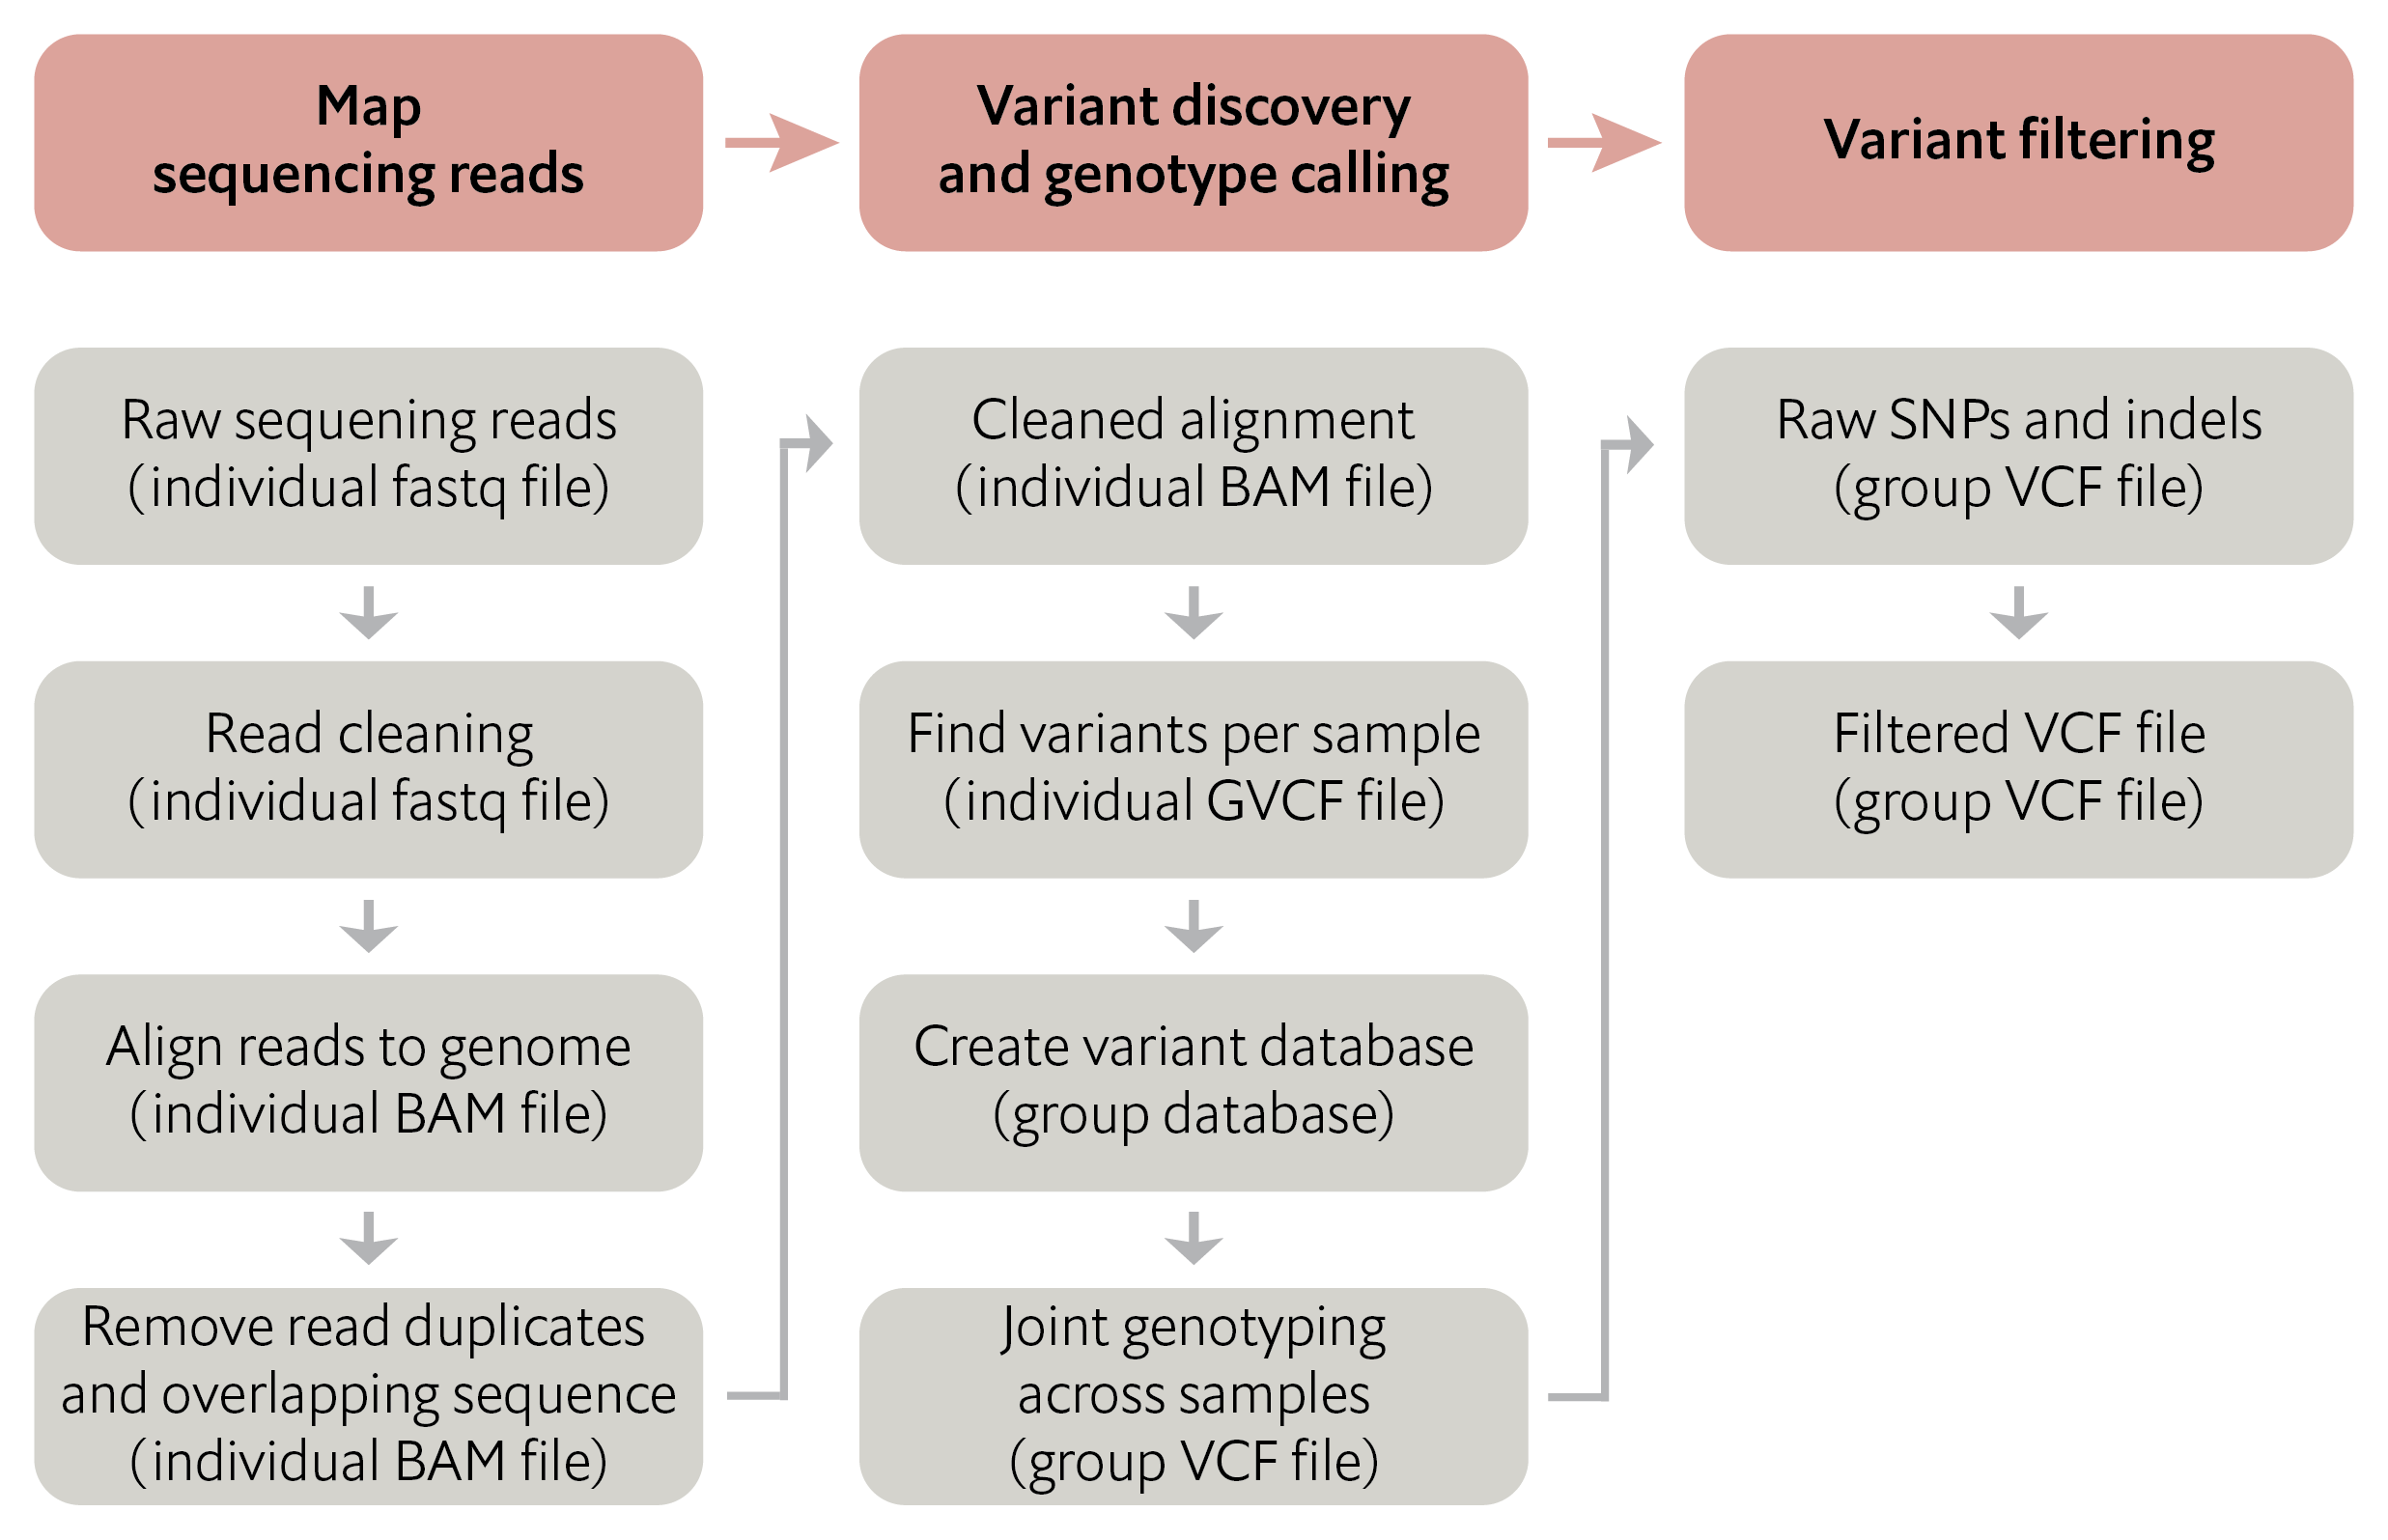 Map
sequencing reads
Variant discovery
and genotype calling
Variant filtering
Raw sequening reads
(individual fastq file)
Read cleaning
(individual fastq file)
Align reads to genome
(individual BAM file)
Remove read duplicates
and overlapping sequence
(individual BAM file)
Cleaned alignment
(individual BAM file)
Find variants per sample
(individual GVCF file)
Create variant database
(group database)
Joint genotyping
across samples
(group VCF file)
Raw SNPs and indels
(group VCF file)
Filtered VCF file
(group VCF file)